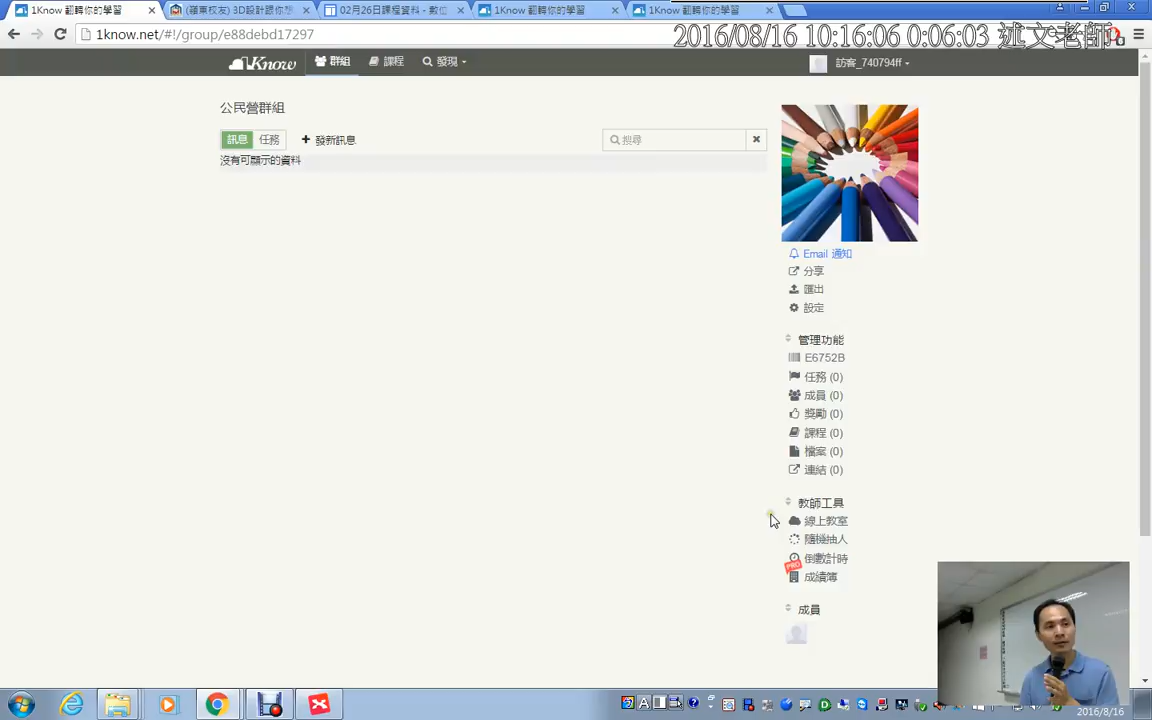 1Know 翻轉你的學習
(嶺東校友) 3D設計跟你想
02月26日課程資料 - 數位
1Know 翻轉你的學習
1Know 翻轉你的學習
1know.net/#!/group/e88debd17297
2016/08/16 10:16:06 0:06:03 述文老師
1Know
群組
課程
發現
訪客_740794ff
公民營群組
訊息
任務
發新訊息
搜尋
沒有可顯示的資料
Email 通知
分享
匯出
設定
管理功能
E6752B
任務 (0)
成員 (0)
獎勵 (0)
課程 (0)
檔案 (0)
連結 (0)
教師工具
線上教室
隨機抽人
倒數計時
PRO
成績簿
成員
2016/8/16